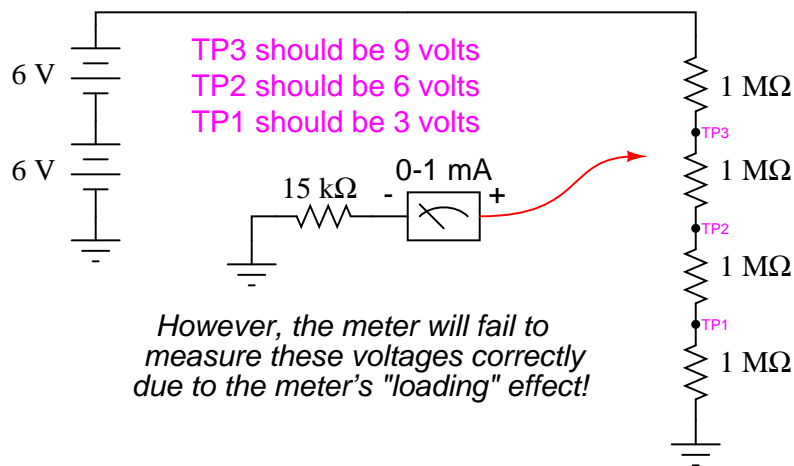 TP3 should be 9 volts
TP2 should be 6 volts
TP1 should be 3 volts
6 V
6 V
1 MΩ
TP3
1 MΩ
TP2
1 MΩ
TP1
1 MΩ
15 kΩ
-
0-1 mA
+
However, the meter will fail to
measure these voltages correctly
due to the meter's "loading" effect!